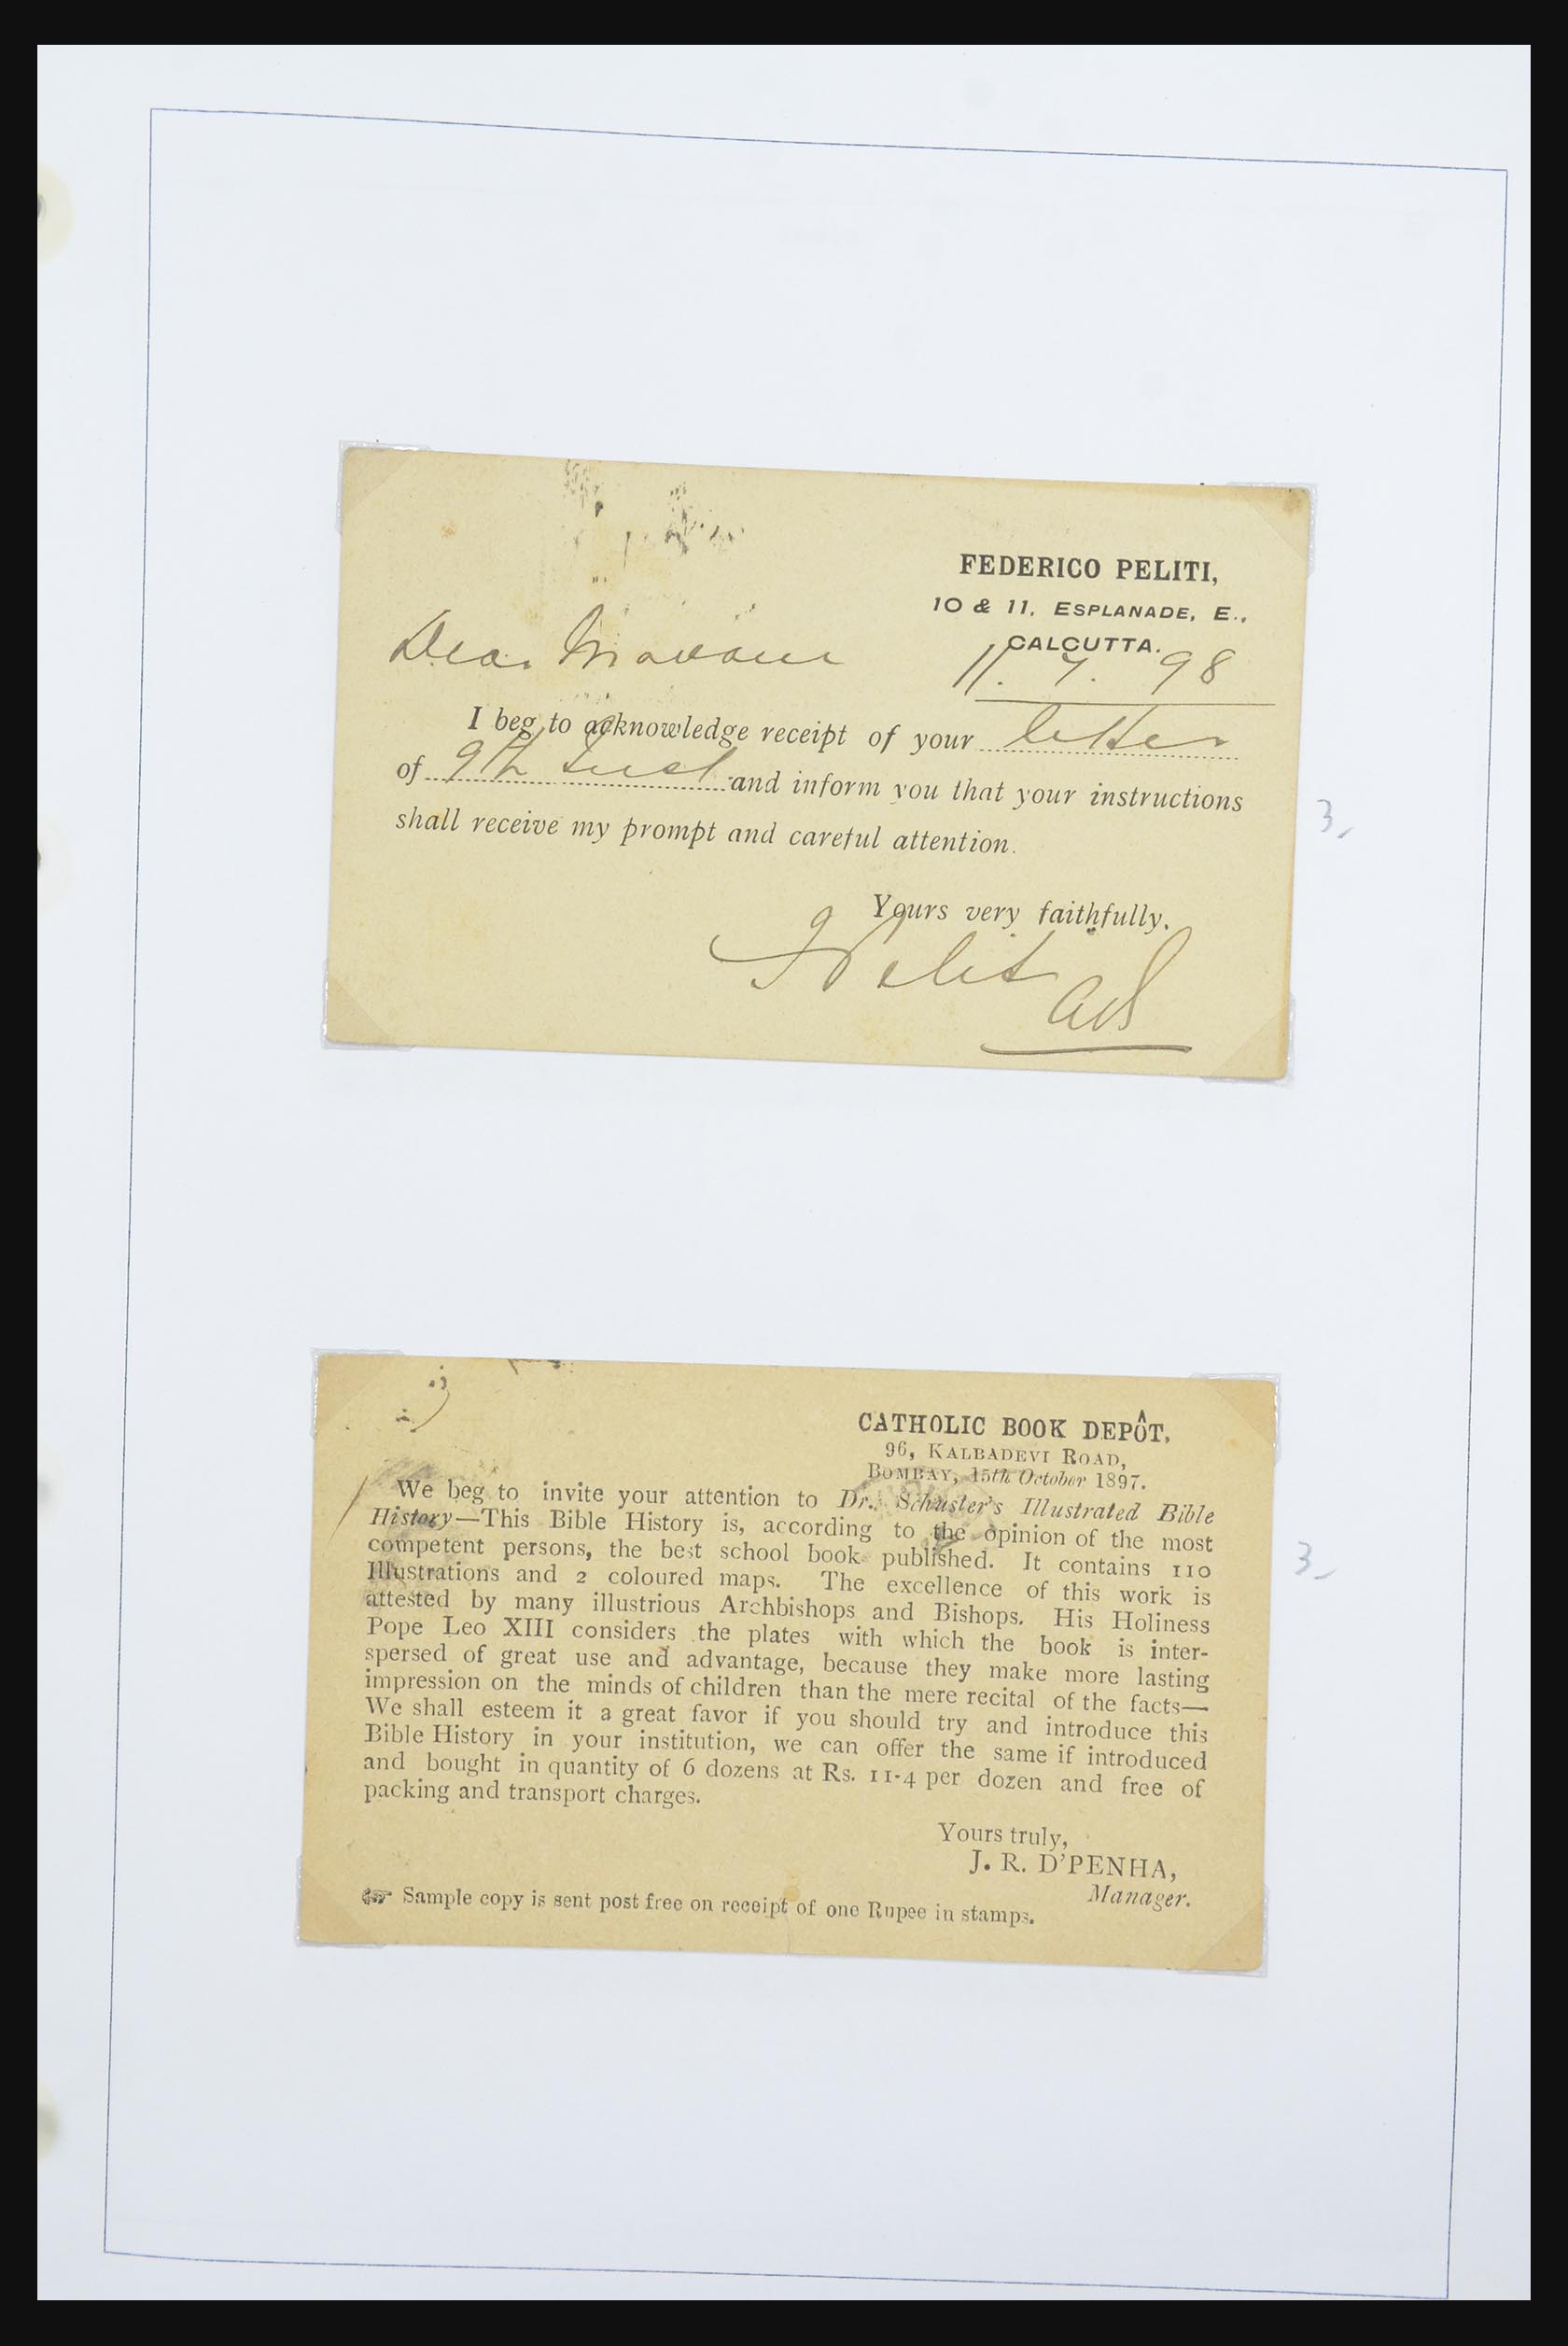 FEDERICO PELITI,
10 & 11, ESPLANADE, E.,
CALCUTTA.
11. 7. 98
Dear Madam
I beg to acknowledge receipt of your letter
of 9th Inst and inform you that your instructions
shall receive my prompt and careful attention.
Yours very faithfully,
F Peliti
3
CATHOLIC BOOK DEPÔT,
96, KALBADEVI ROAD,
BOMBAY, 15th October 1897.
We beg to invite your attention to Dr. Schuster's Illustrated Bible
History—This Bible History is, according to the opinion of the most
competent persons, the best school book published. It contains 110
Illustrations and 2 coloured maps. The excellence of this work is
attested by many illustrious Archbishops and Bishops. His Holiness
Pope Leo XIII considers the plates with which the book is inter-
spersed of great use and advantage, because they make more lasting
impression on the minds of children than the mere recital of the facts—
We shall esteem it a great favor if you should try and introduce this
Bible History in your institution, we can offer the same if introduced
and bought in quantity of 6 dozens at Rs. 11-4 per dozen and free of
packing and transport charges.
Yours truly,
J. R. D'PENHA,
Manager.
☞ Sample copy is sent post free on receipt of one Rupee in stamps.
3